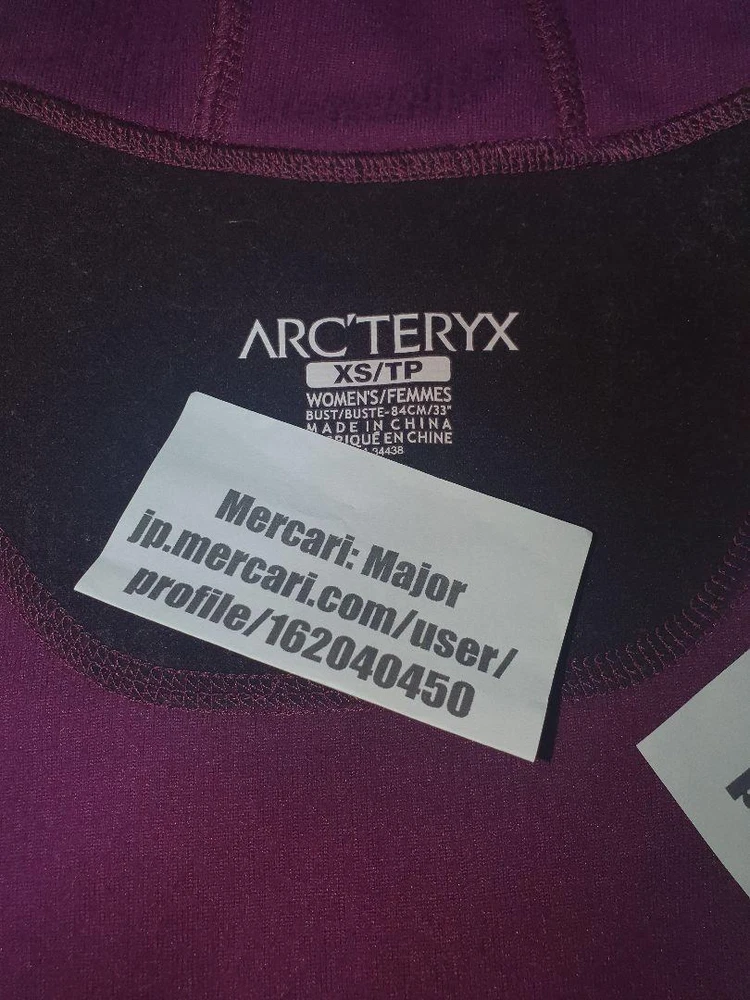 ARC'TERYX
XS/TP
WOMEN'S/FEMMES
BUST/BUSTE-84CM/33"
MADE IN CHINA
EN CHINE
34438
Mercari: Major
jp.mercari.com/user/
profile/162040450